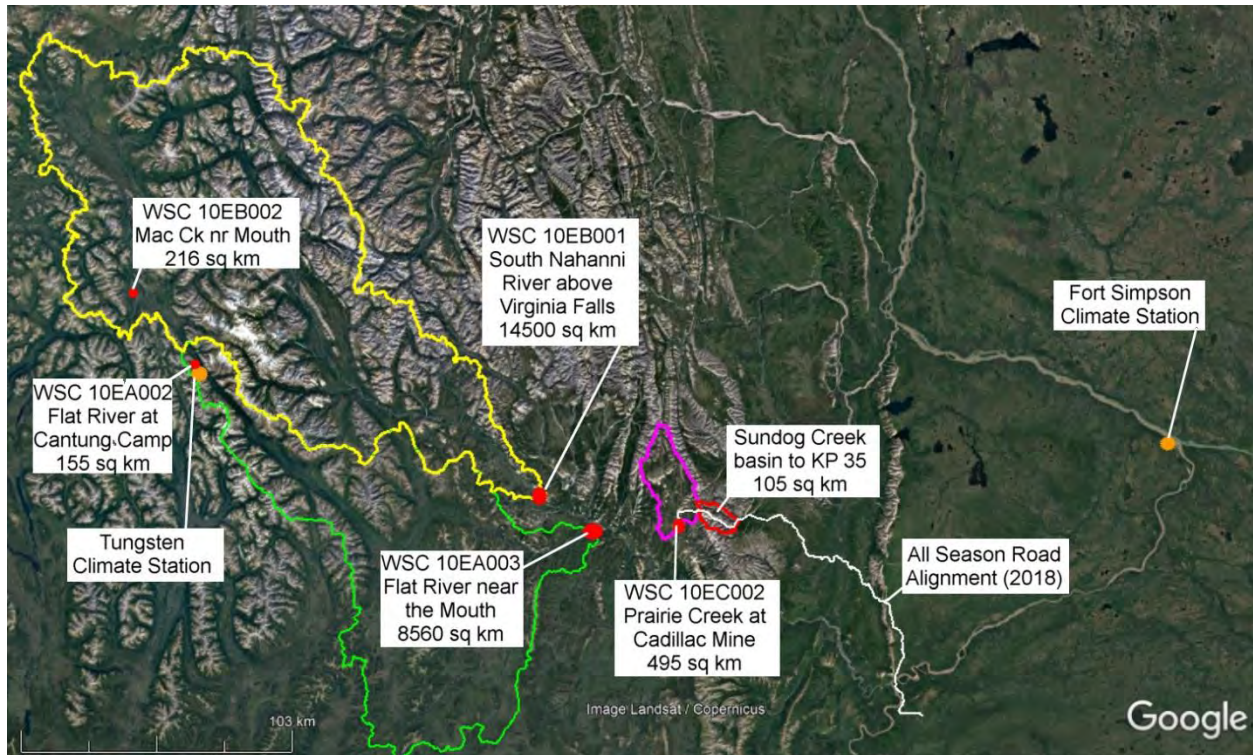 WSC 10EB002
Mac Ck nr Mouth
216 sq km
WSC 10EB001
South Nahanni
River above
Virginia Falls
14500 sq km
Fort Simpson
Climate Station
WSC 10EA002
Flat River at
Cantung Camp
155 sq km
Sundog Creek
basin to KP 35
105 sq km
Tungsten
Climate Station
WSC 10EA003
Flat River near
the Mouth
8560 sq km
WSC 10EC002
Prairie Creek at
Cadillac Mine
495 sq km
All Season Road
Alignment (2018)
103 km
Image Landsat / Copernicus
Google